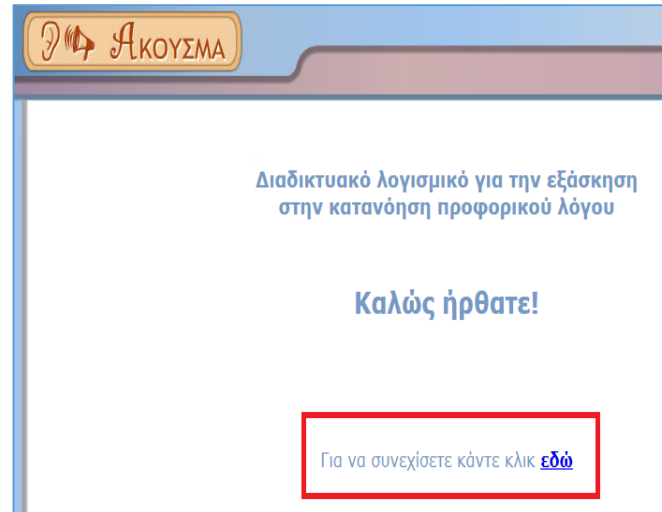 ΑΚΟΥΣΜΑ
Διαδικτυακό λογισμικό για την εξάσκηση
στην κατανόηση προφορικού λόγου
Καλώς ήρθατε!
Για να συνεχίσετε κάντε κλικ εδώ